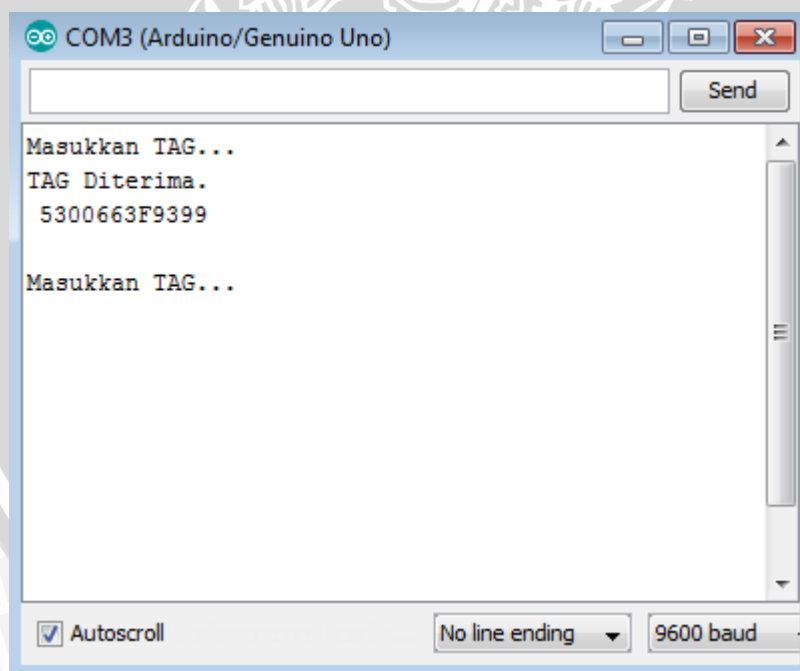 COM3 (Arduino/Genuino Uno)
Send
Masukkan TAG...
TAG Diterima.
5300663F9399
Masukkan TAG...
Autoscroll
No line ending
9600 baud